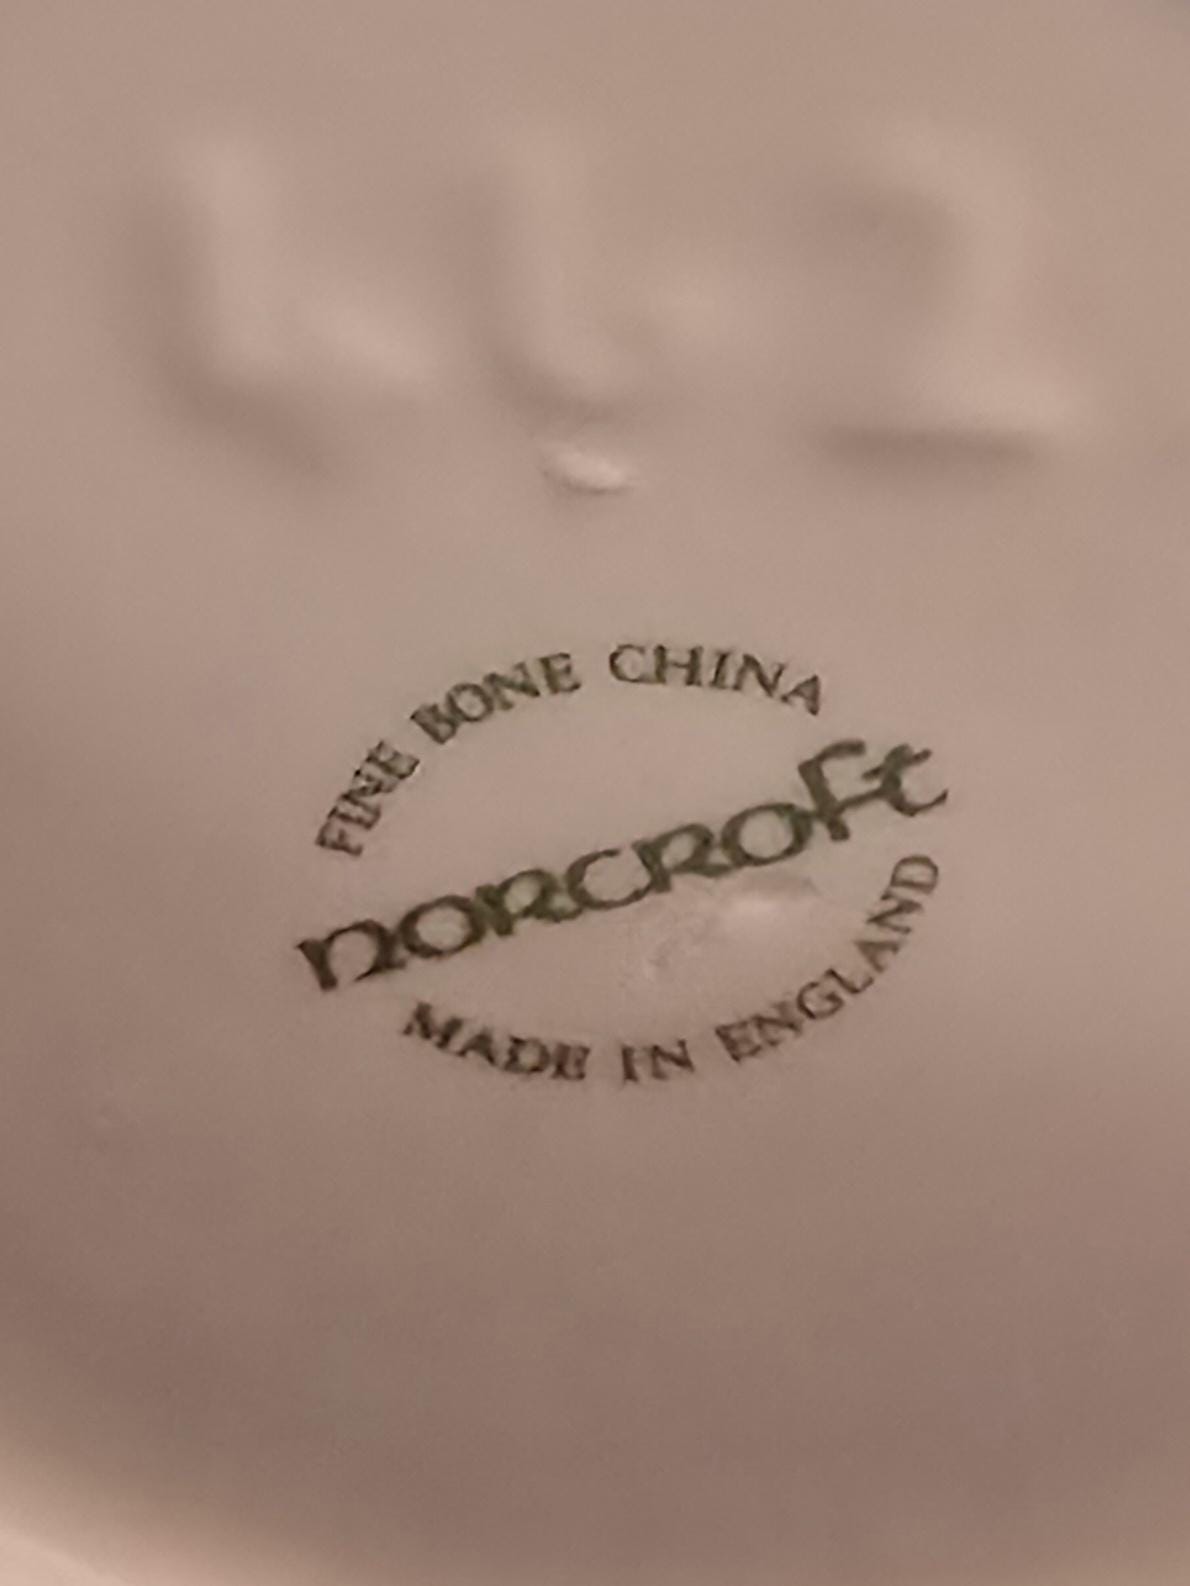 FINE BONE CHINA
norcroft
MADE IN ENGLAND